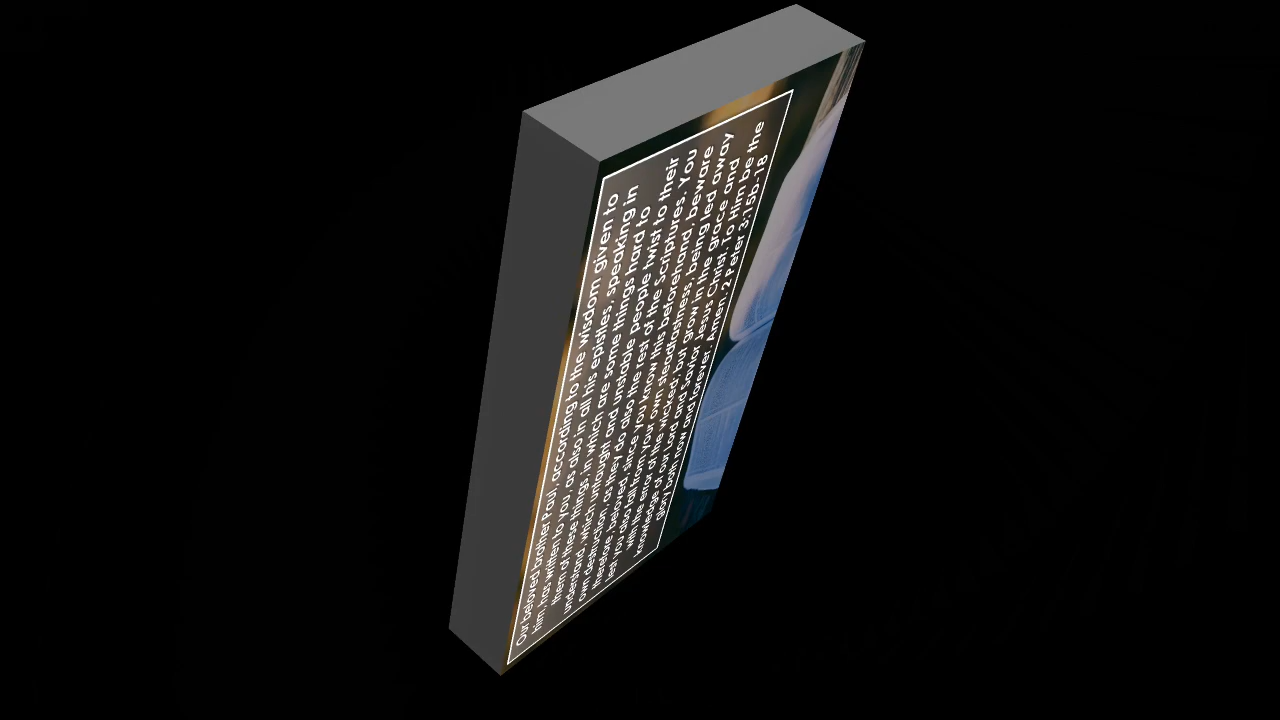 Our beloved brother Paul, according to the wisdom given to
him, has written to you, as also in all his epistles, speaking in
them of these things, in which are some things hard to
understand, which untaught and unstable people twist to their
own destruction, as they do also the rest of the Scriptures. You
therefore, beloved, since you know this beforehand, beware
lest you also fall from your own steadfastness, being led away
with the error of the wicked; but grow in the grace and
knowledge of our Lord and Savior Jesus Christ. To Him be the
glory both now and forever. Amen. 2 Peter 3:15b-18